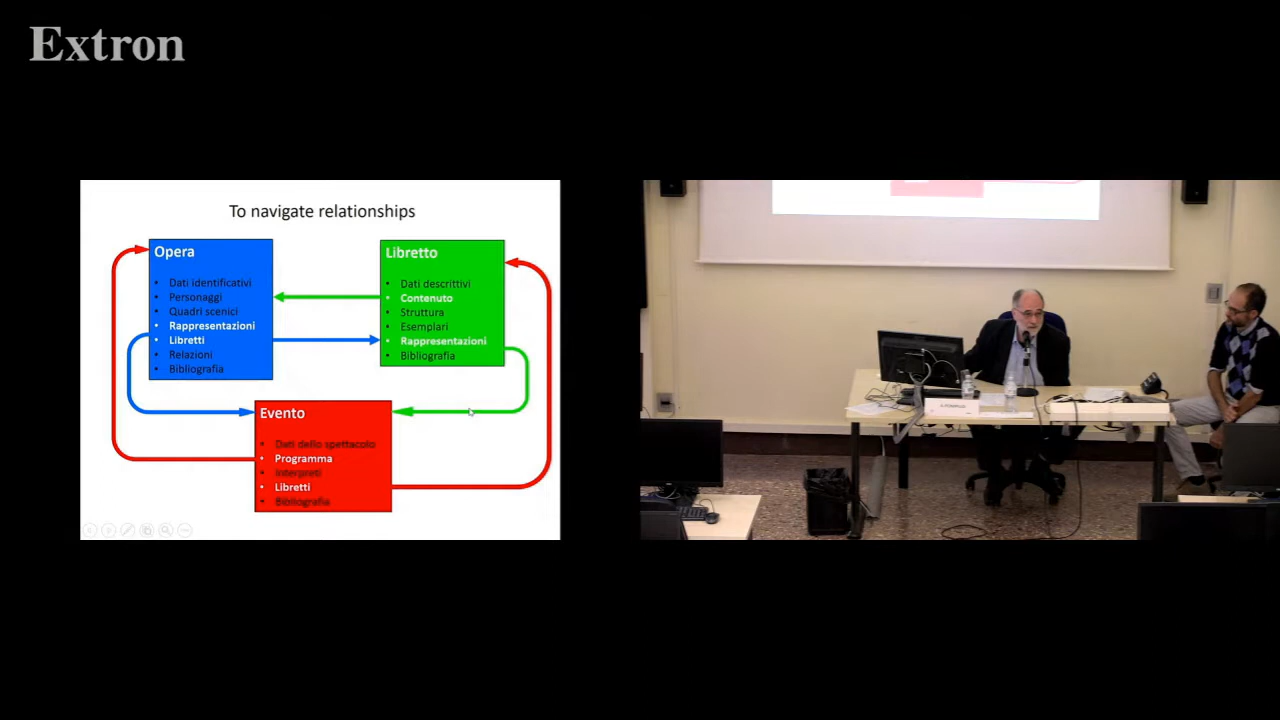 Extron
To navigate relationships
Opera
• Dati identificativi
• Personaggi
• Quadri scenici
• Rappresentazioni
• Libretti
• Relazioni
• Bibliografia
Libretto
• Dati descrittivi
• Contenuto
• Struttura
• Esemplari
• Rappresentazioni
• Bibliografia
Evento
• Dati dello spettacolo
• Programma
• Interpreti
• Libretti
• Bibliografia